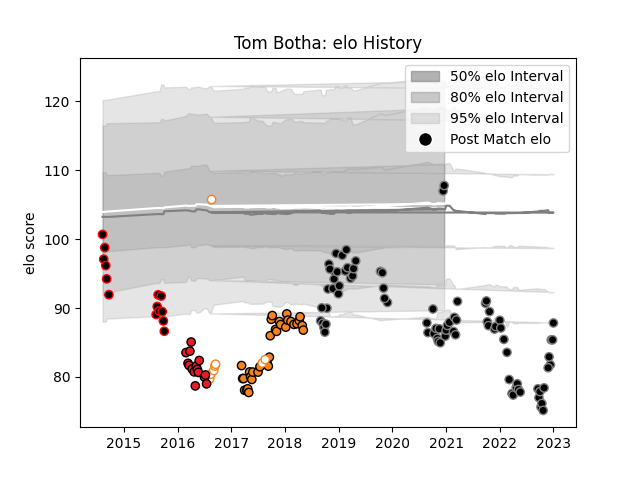 Tom Botha: elo History
50% elo Interval
80% elo Interval
95% elo Interval
Post Match elo
elo score
120
110
100
90
80
2015 2016 2017 2018 2019 2020 2021 2022 2023